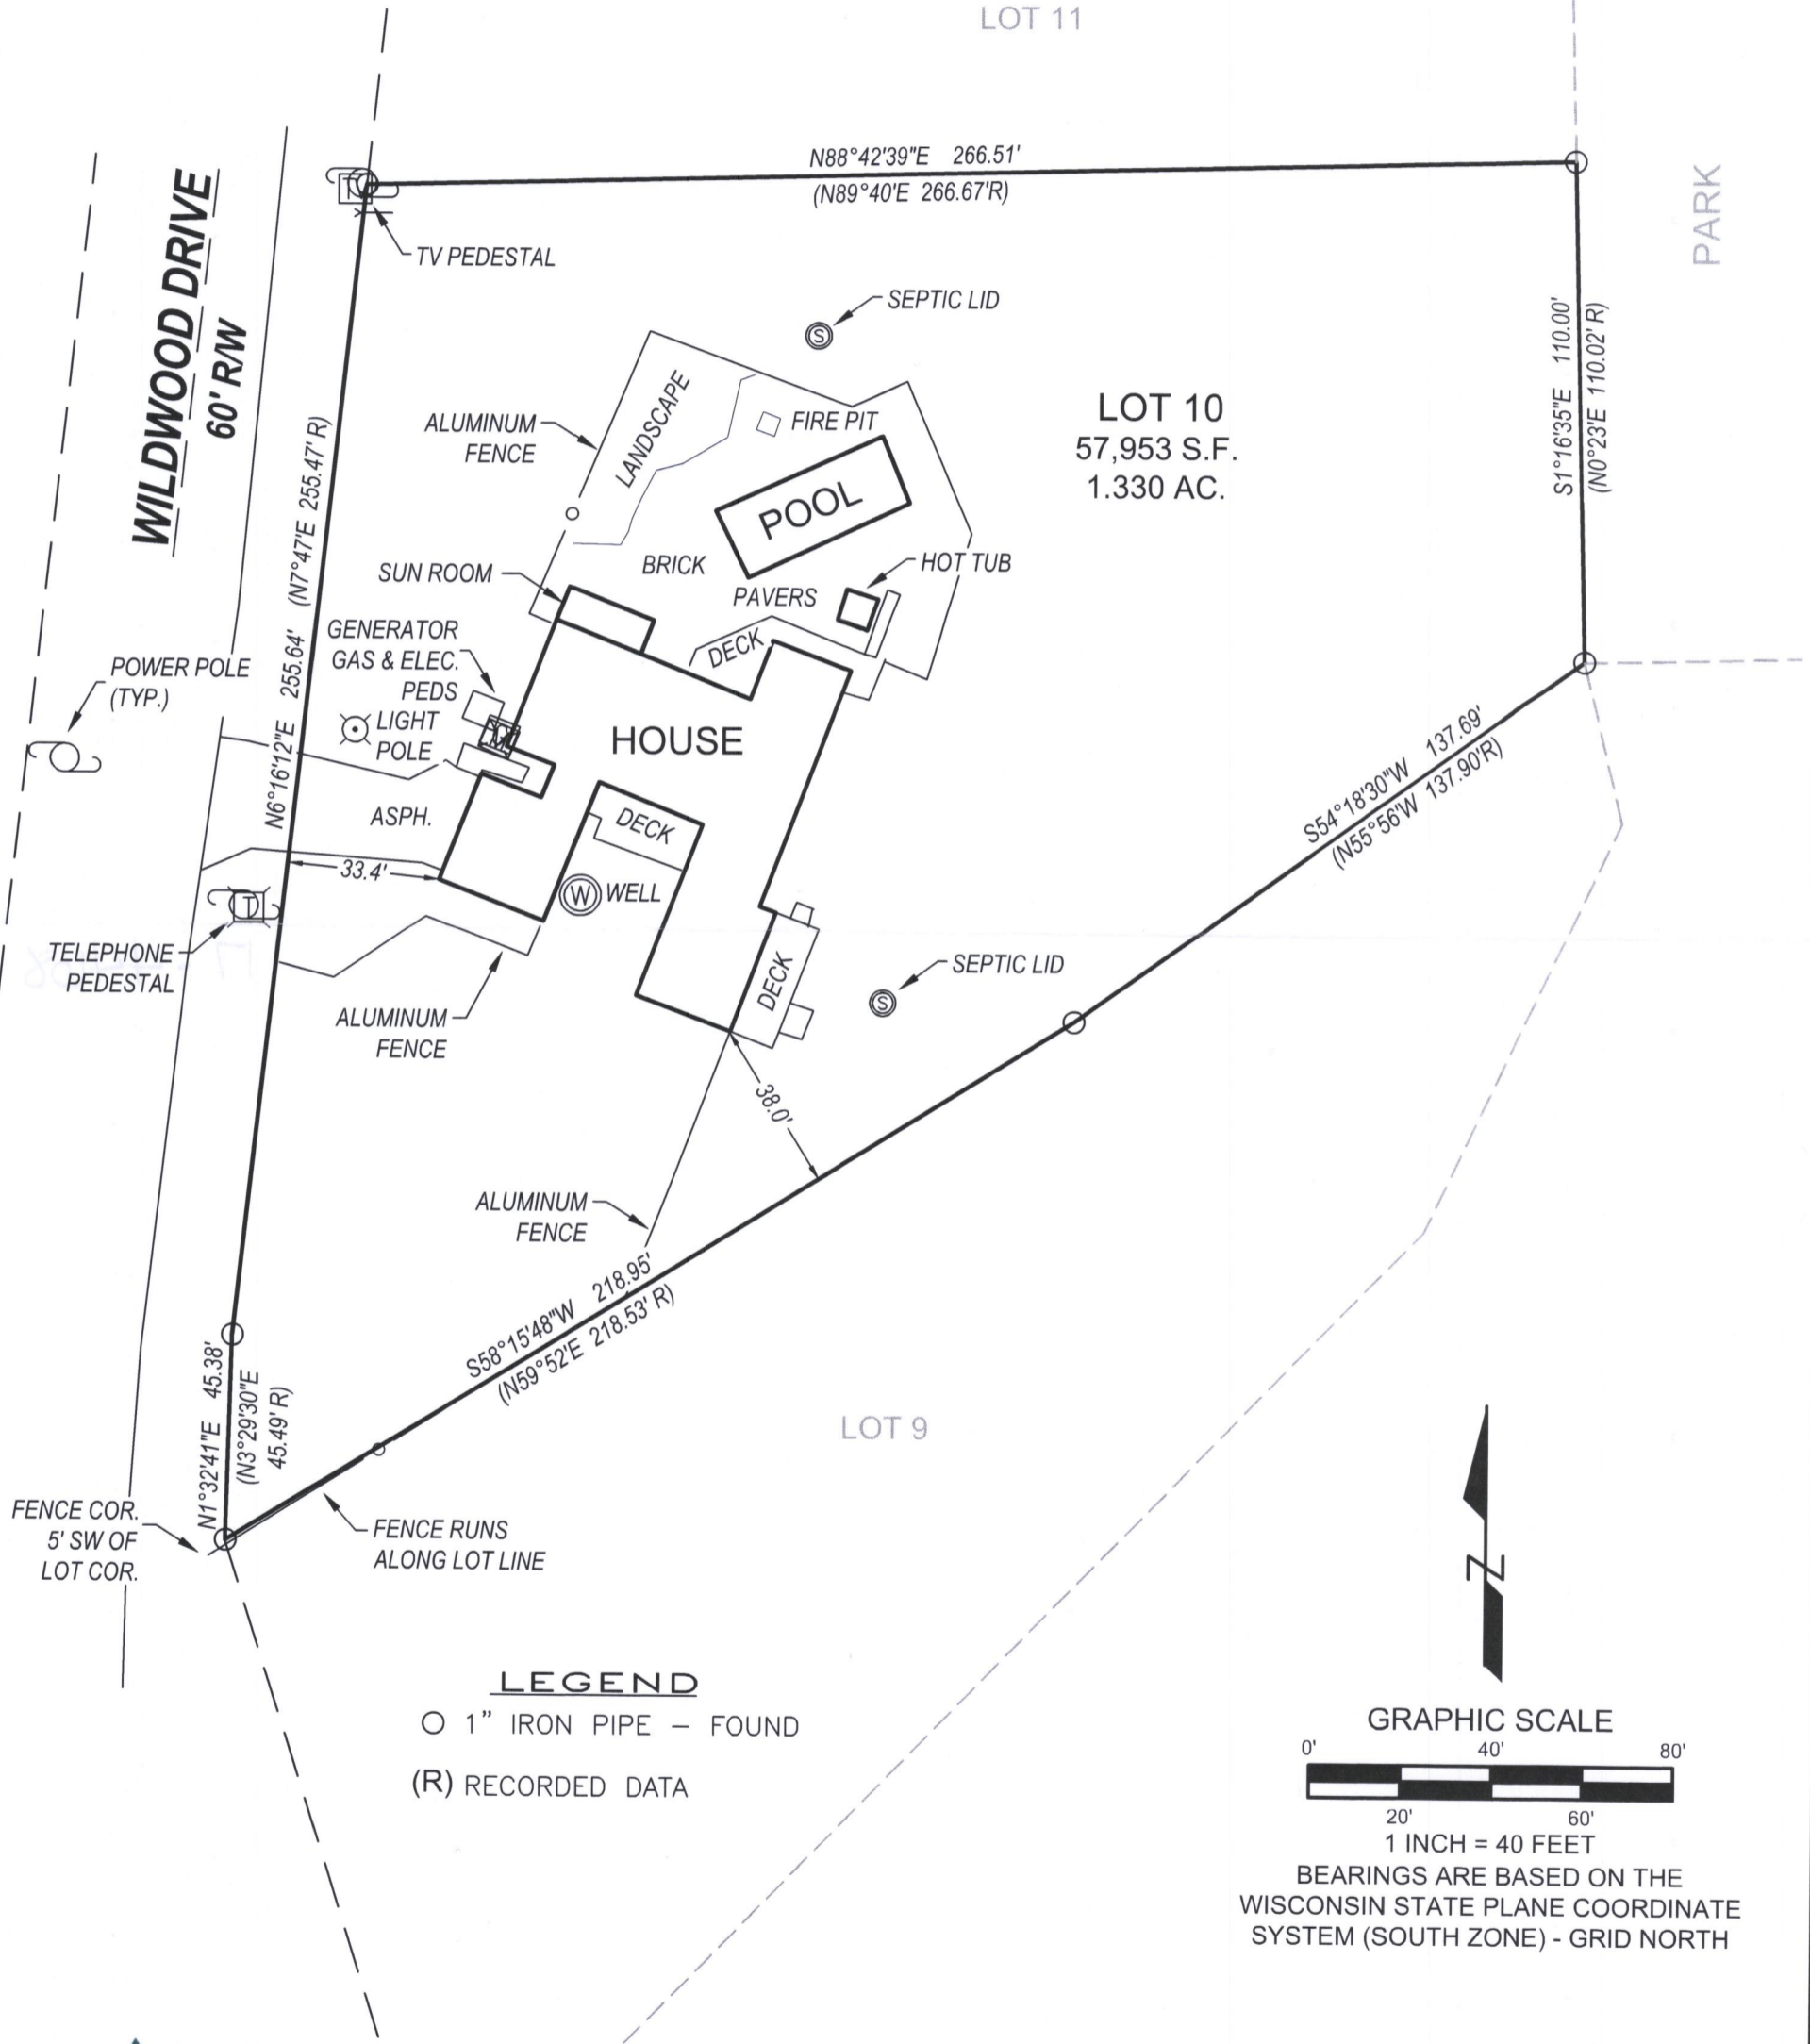 LOT 11
N88°42'39"E 266.51'
(N89°40'E 266.67'R)
PARK
WILDWOOD DRIVE
60' R/W
TV PEDESTAL
SEPTIC LID
S
S1°16'35"E 110.00'
(N0°23'E 110.02' R)
LOT 10
57,953 S.F.
1.330 AC.
ALUMINUM
FENCE
LANDSCAPE
FIRE PIT
POOL
N6°16'12"E 255.64' (N7°47'E 255.47' R)
SUN ROOM
BRICK
PAVERS
HOT TUB
DECK
GENERATOR
GAS & ELEC.
PEDS
POWER POLE
(TYP.)
LIGHT
POLE
HOUSE
ASPH.
DECK
33.4'
W WELL
T
TELEPHONE
PEDESTAL
S54°18'30"W 137.69'
(N55°56'W 137.90'R)
DECK
SEPTIC LID
S
ALUMINUM
FENCE
38.0'
ALUMINUM
FENCE
S58°15'48"W 218.95'
(N59°52'E 218.53' R)
N1°32'41"E 45.38'
(N3°29'30"E
45.49' R)
LOT 9
FENCE COR.
5' SW OF
LOT COR.
FENCE RUNS
ALONG LOT LINE
N
LEGEND
1" IRON PIPE – FOUND
(R) RECORDED DATA
GRAPHIC SCALE
0' 40' 80'
20' 60'
1 INCH = 40 FEET
BEARINGS ARE BASED ON THE
WISCONSIN STATE PLANE COORDINATE
SYSTEM (SOUTH ZONE) - GRID NORTH